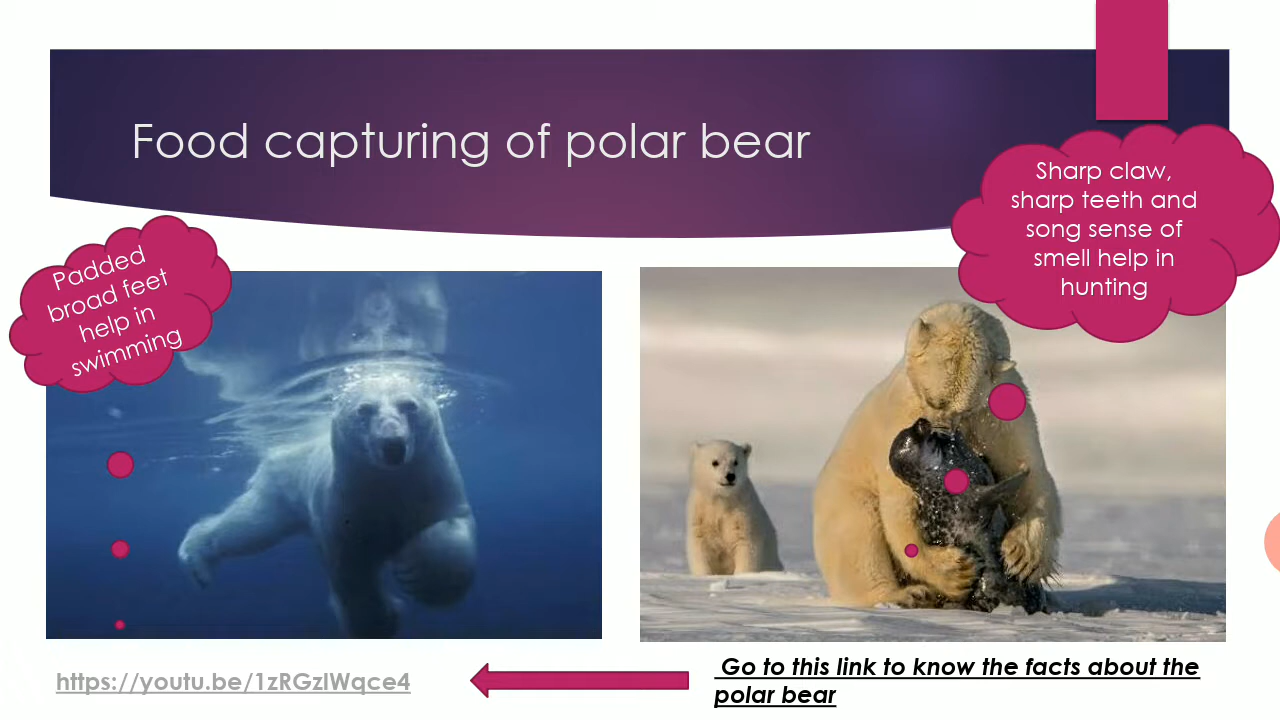 Food capturing of polar bear
Sharp claw,
sharp teeth and
song sense of
smell help in
hunting
Padded
broad feet
help in
swimming
https://youtu.be/1zRGzlWqce4
Go to this link to know the facts about the
polar bear